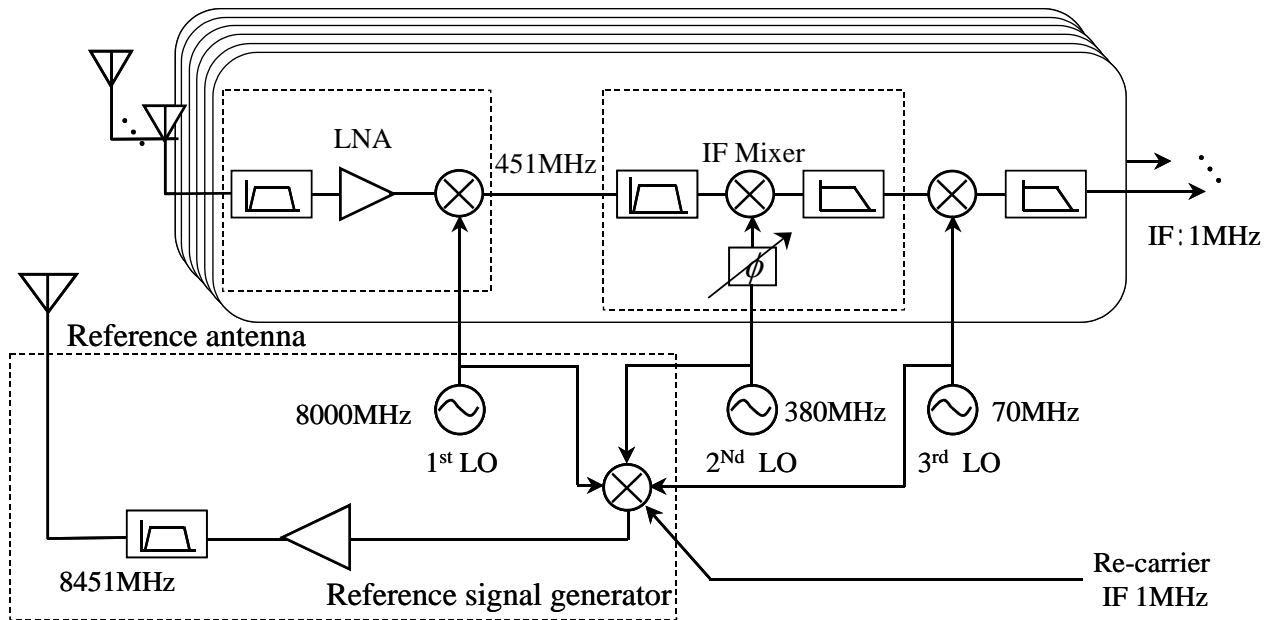 LNA
451MHz
IF Mixer
ϕ
IF:1MHz
Reference antenna
8000MHz
1st LO
380MHz
2Nd LO
70MHz
3rd LO
8451MHz
Reference signal generator
Re-carrier
IF 1MHz